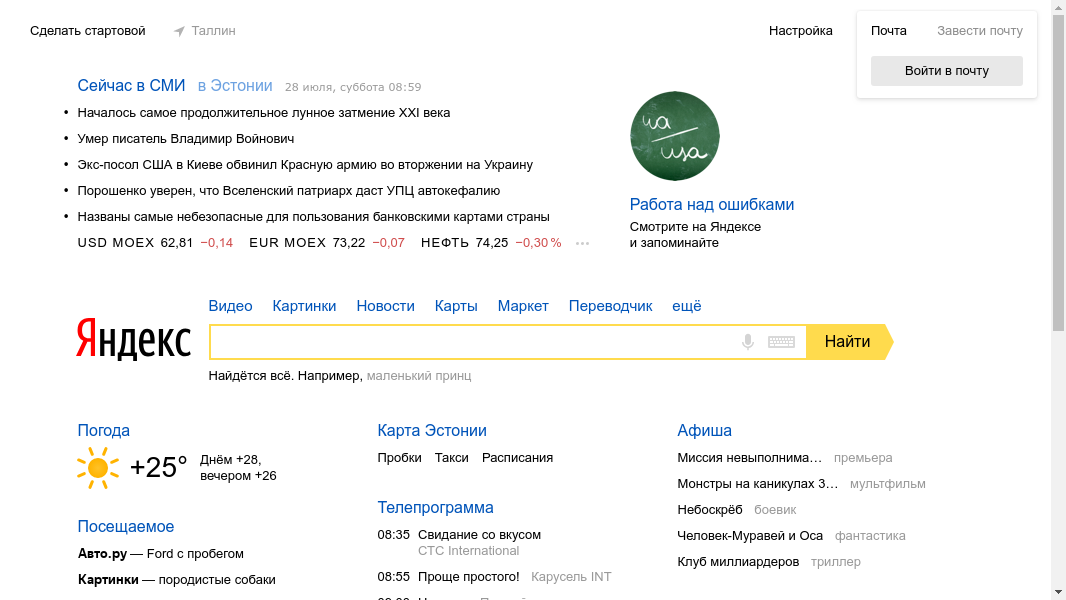 Сделать стартовой Таллин Настройка Почта Завести почту
Войти в почту
Сейчас в СМИ в Эстонии 28 июля, суббота 08:59
• Началось самое продолжительное лунное затмение XXI века
• Умер писатель Владимир Войнович
• Экс-посол США в Киеве обвинил Красную армию во вторжении на Украину
• Порошенко уверен, что Вселенский патриарх даст УПЦ автокефалию
• Названы самые небезопасные для пользования банковскими картами страны
USD MOEX 62,81 −0,14 EUR MOEX 73,22 −0,07 НЕФТЬ 74,25 −0,30 %
ua
usa
Работа над ошибками
Смотрите на Яндексе
и запоминайте
Видео Картинки Новости Карты Маркет Переводчик ещё
Яндекс
Найти
Найдётся всё. Например, маленький принц
Погода
+25°
Днём +28,
вечером +26
Посещаемое
Авто.ру — Ford с пробегом
Картинки — породистые собаки
Карта Эстонии
Пробки Такси Расписания
Телепрограмма
08:35 Свидание со вкусом
СТС International
08:55 Проще простого! Карусель INT
Афиша
Миссия невыполнима… премьера
Монстры на каникулах 3… мультфильм
Небоскрёб боевик
Человек-Муравей и Оса фантастика
Клуб миллиардеров триллер